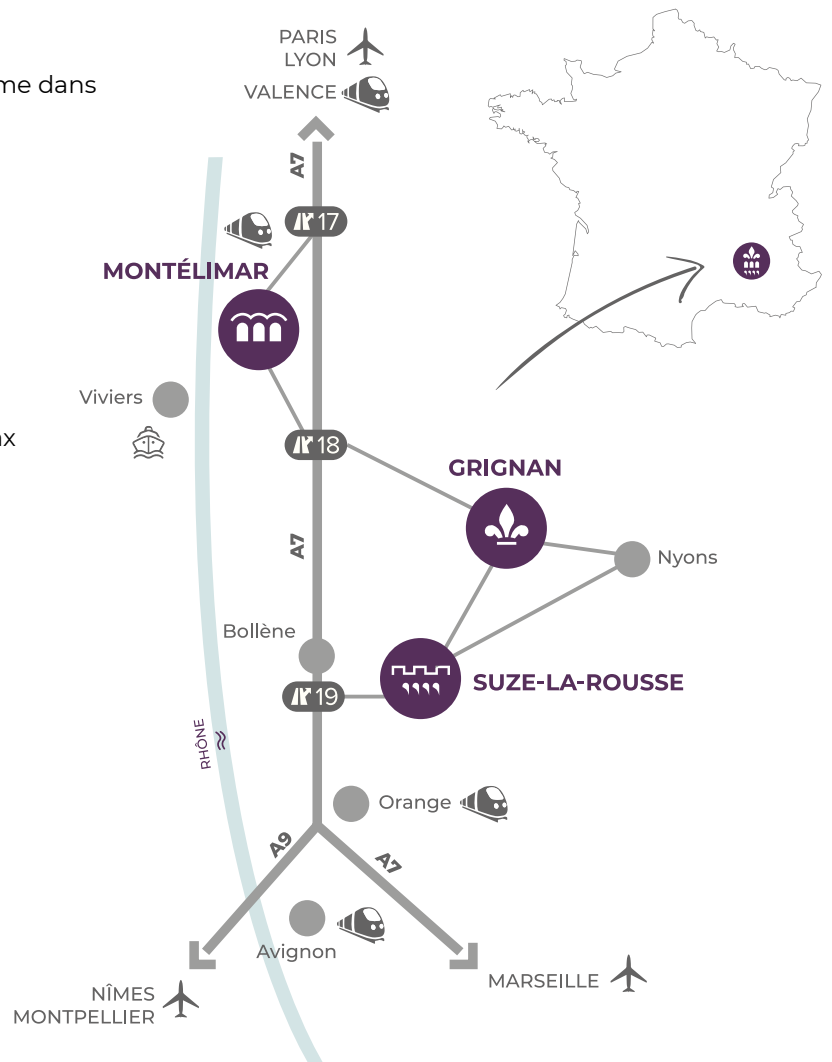 PARIS
LYON
VALENCE
me dans
A7
17
MONTÉLIMAR
Viviers
18
GRIGNAN
A7
Nyons
Bollène
SUZE-LA-ROUSSE
19
RHÔNE
Orange
A9
A7
Avignon
MARSEILLE
NÎMES
MONTPELLIER